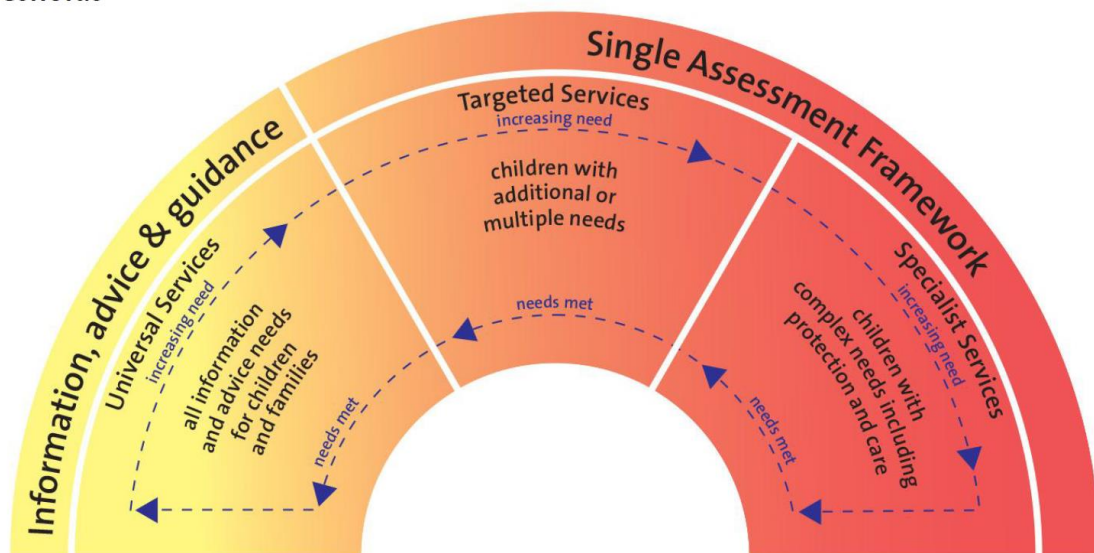 Information, advice & guidance
Single Assessment Framework
Universal Services
increasing need
all information
and advice needs
for children
and families
needs met
Targeted Services
increasing need
children with
additional or
multiple needs
needs met
Specialist Services
increasing need
children with
complex needs including
protection and care
needs met